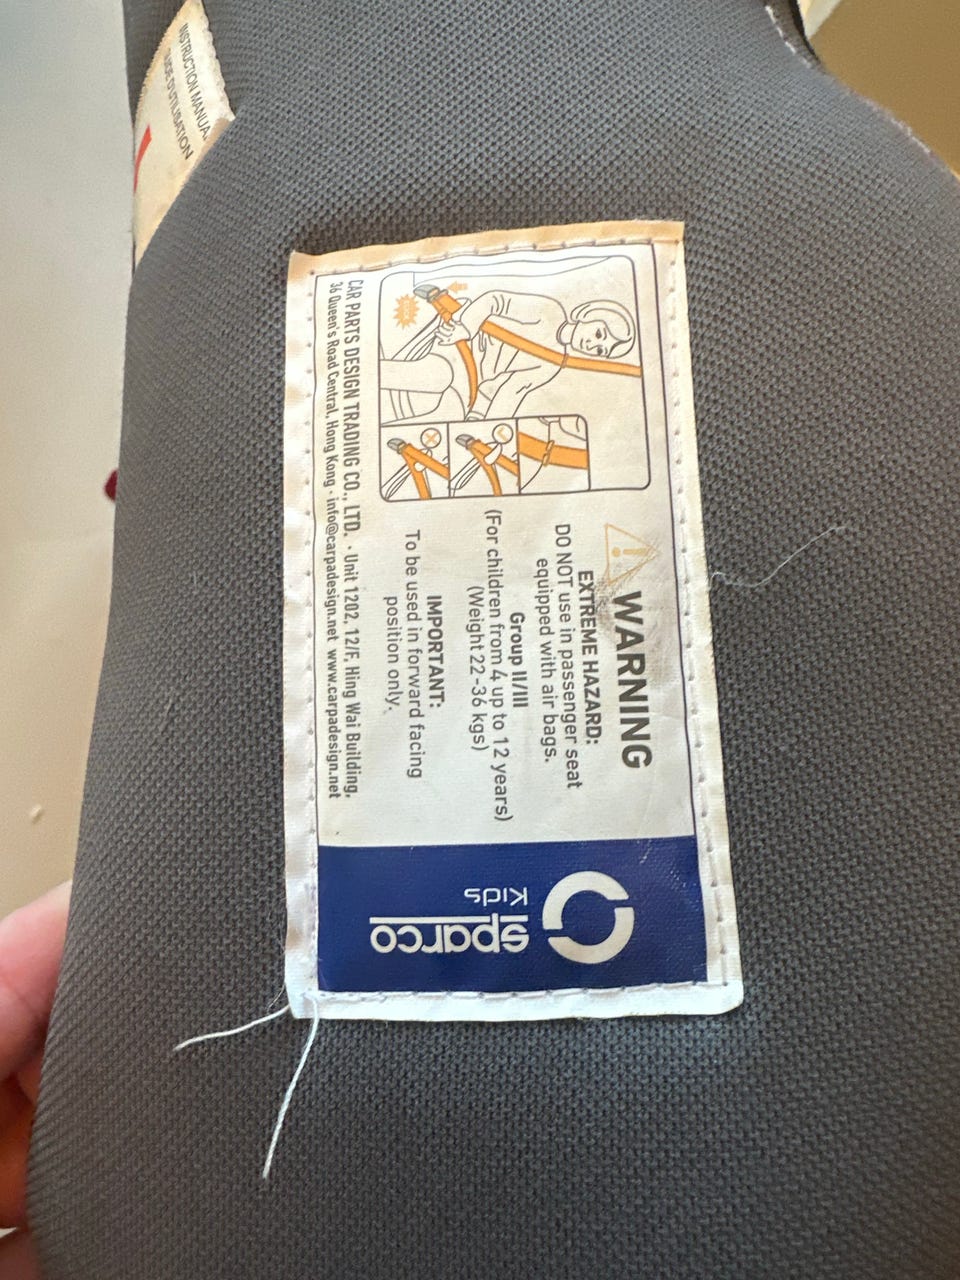 INSTRUCTION MANUAL
GUIDE D'UTILISATION
WARNING
EXTREME HAZARD:
DO NOT use in passenger seat
equipped with air bags.
Group II/III
(For children from 4 up to 12 years)
(Weight 22 -36 kgs)
IMPORTANT:
To be used in forward facing
position only.
CAR PARTS DESIGN TRADING CO., LTD. · Unit 1202, 12/F, Hing Wai Building,
36 Queen's Road Central, Hong Kong · info@carpadesign.net www.carpadesign.net
sparco
Kids